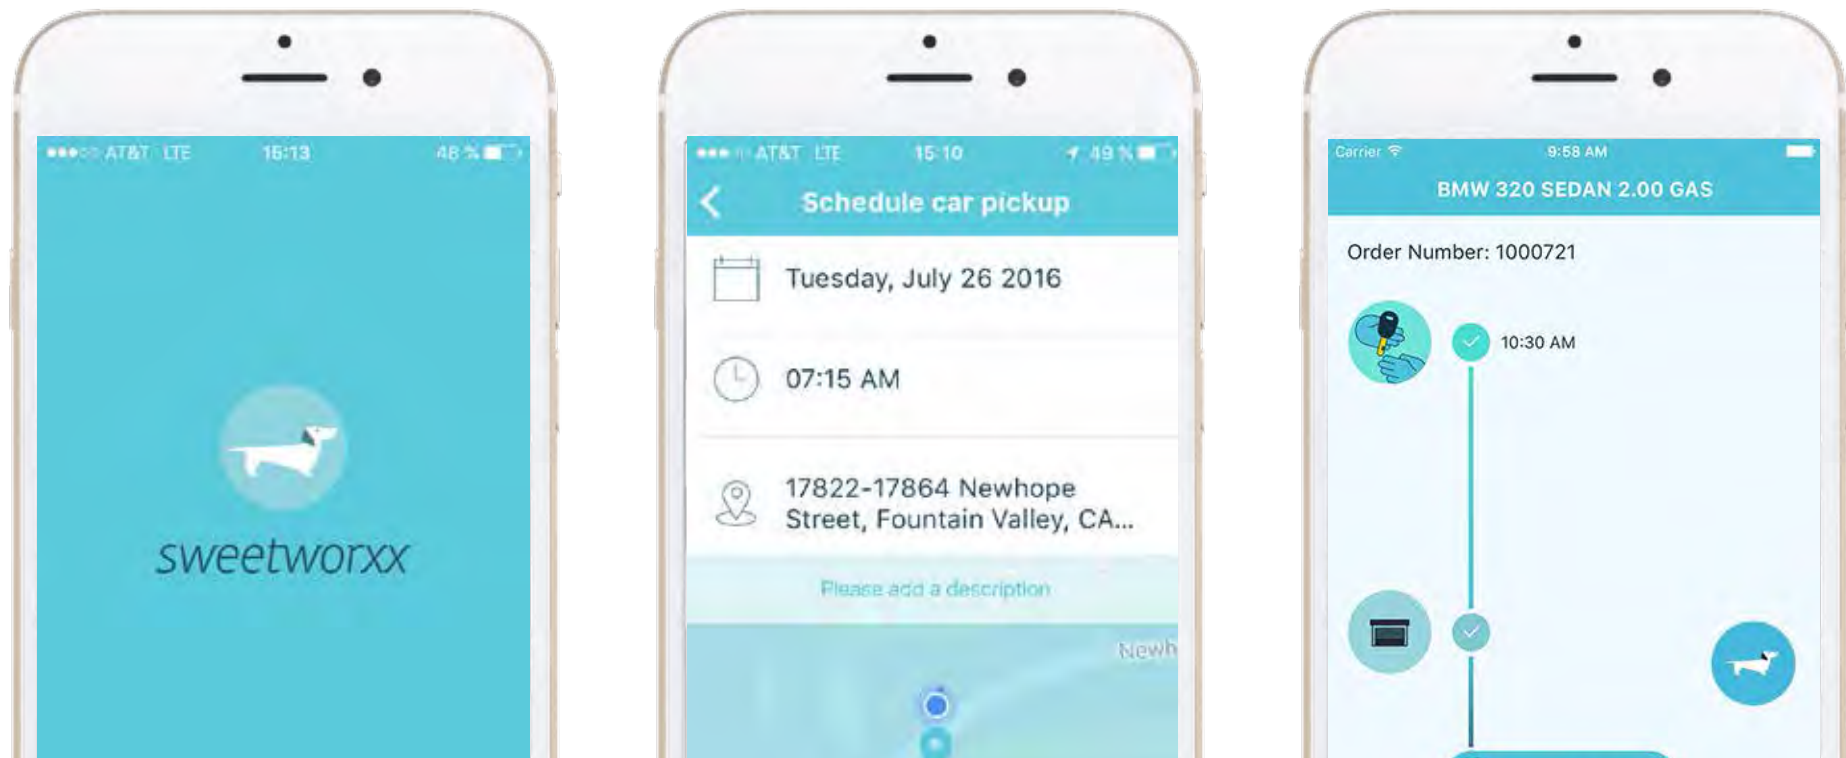 AT&T LTE 15:13 48 %
sweetworxx
AT&T LTE 15:10 49 %
Schedule car pickup
Tuesday, July 26 2016
07:15 AM
17822-17864 Newhope
Street, Fountain Valley, CA...
Please add a description
Newh
Carrier 9:58 AM
BMW 320 SEDAN 2.00 GAS
Order Number: 1000721
10:30 AM